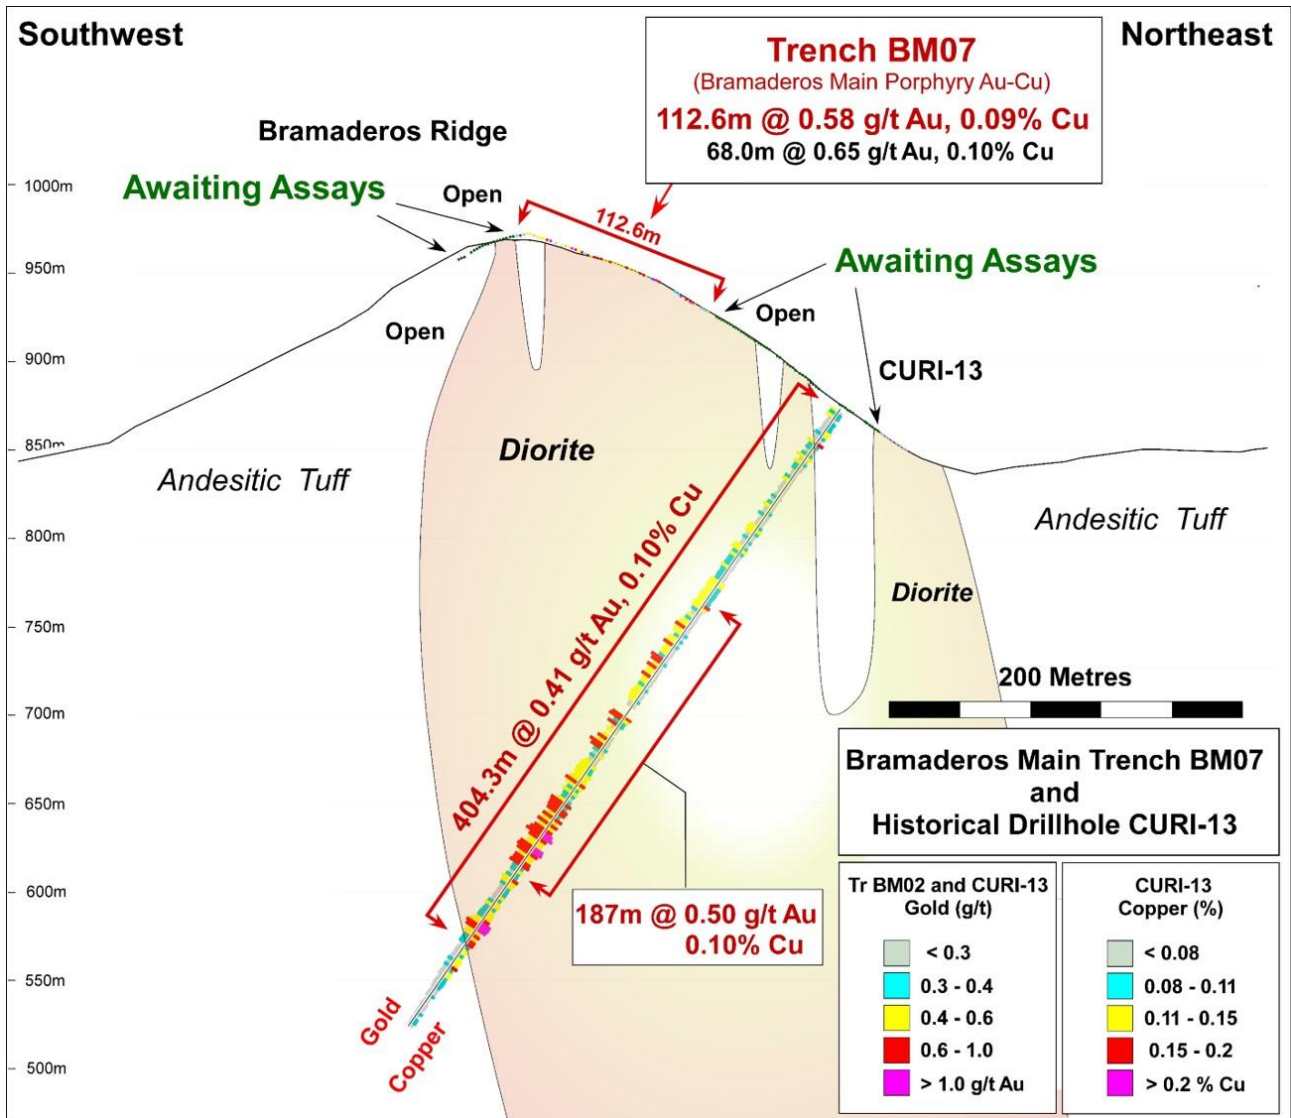 Southwest
Northeast
Trench BM07
(Bramaderos Main Porphyry Au-Cu)
112.6m @ 0.58 g/t Au, 0.09% Cu
68.0m @ 0.65 g/t Au, 0.10% Cu
Bramaderos Ridge
Awaiting Assays
Open
112.6m
Awaiting Assays
Open
Open
CURI-13
1000m
950m
900m
850m
800m
750m
700m
650m
600m
550m
500m
Andesitic Tuff
Diorite
Andesitic Tuff
Diorite
404.3m @ 0.41 g/t Au, 0.10% Cu
187m @ 0.50 g/t Au
0.10% Cu
Gold
Copper
200 Metres
Bramaderos Main Trench BM07
and
Historical Drillhole CURI-13
Tr BM02 and CURI-13
Gold (g/t)
< 0.3
0.3 - 0.4
0.4 - 0.6
0.6 - 1.0
> 1.0 g/t Au
CURI-13
Copper (%)
< 0.08
0.08 - 0.11
0.11 - 0.15
0.15 - 0.2
> 0.2 % Cu